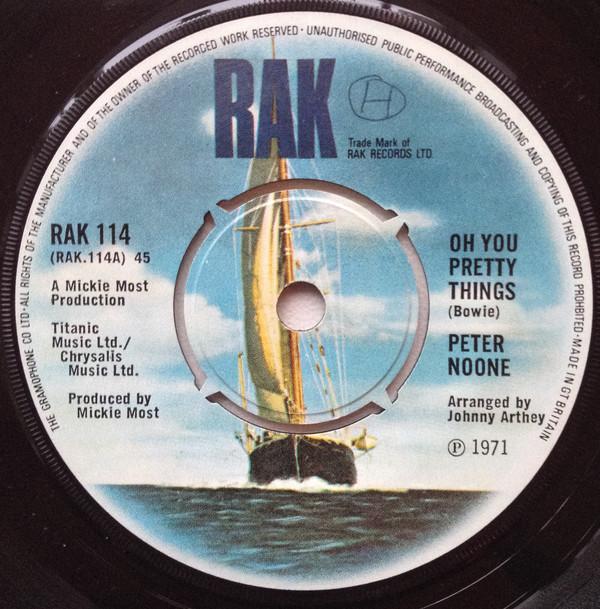 THE GRAMOPHONE CO LTD·ALL RIGHTS OF THE MANUFACTURER AND OF THE OWNER OF THE RECORDED WORK RESERVED·UNAUTHORISED PUBLIC PERFORMANCE BROADCASTING AND COPYING OF THIS RECORD PROHIBITED·MADE IN GT BRITAIN
RAK
H
Trade Mark of
RAK RECORDS LTD
RAK 114
(RAK.114A) 45
A Mickie Most
Production
Titanic
Music Ltd./
Chrysalis
Music Ltd.
Produced by
Mickie Most
OH YOU
PRETTY
THINGS
(Bowie)
PETER
NOONE
Arranged by
Johnny Arthey
℗ 1971